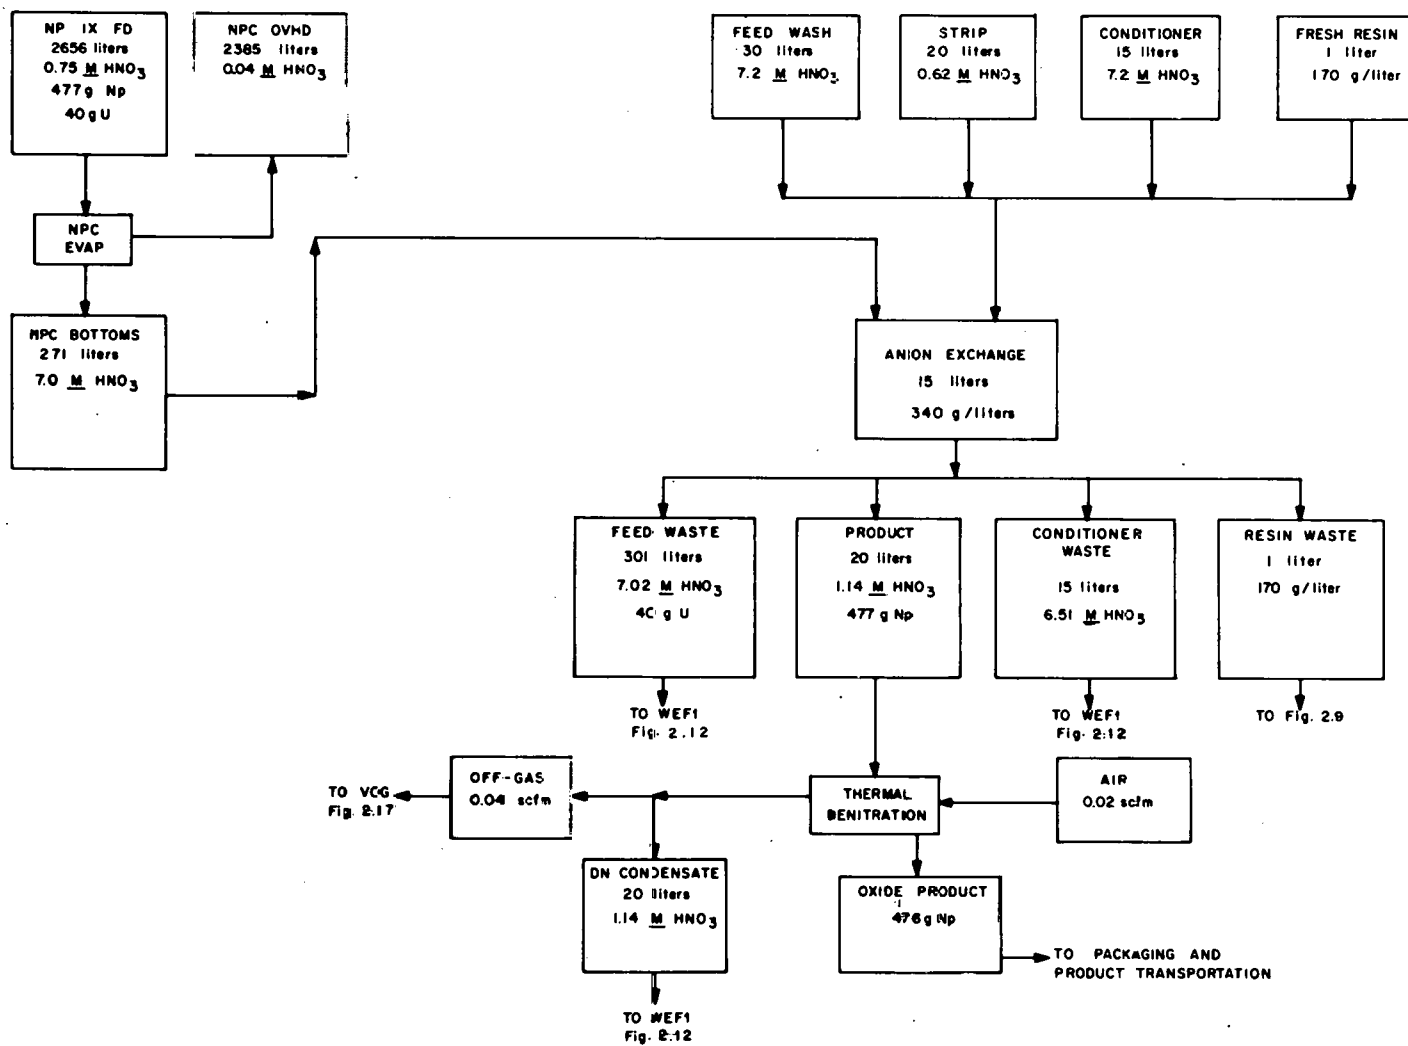 NP IX FD
2656 liters
0.75 M HNO3
477g Np
40gU
NPC OVHD
2385 liters
0.04 M HNO3
FEED WASH
30 liters
7.2 M HNO3
STRIP
20 liters
0.62 M HNO3
CONDITIONER
15 liters
7.2 M HNO3
FRESH RESIN
1 liter
170 g/liter
NPC
EVAP
NPC BOTTOMS
271 liters
7.0 M HNO3
ANION EXCHANGE
15 liters
340 g/liters
FEED WASTE
301 liters
7.02 M HNO3
40 g U
PRODUCT
20 liters
1.14 M HNO3
477g Np
CONDITIONER
WASTE
15 liters
6.51 M HNO3
RESIN WASTE
1 liter
170 g/liter
TO WEF1
Fig. 2.12
TO WEF1
Fig. 2.12
TO Fig. 2.9
TO VOG
Fig. 2.17
OFF-GAS
0.04 scfm
THERMAL
DENITRATION
AIR
0.02 scfm
DN CONDENSATE
20 liters
1.14 M HNO3
OXIDE PRODUCT
476g Np
TO PACKAGING AND
PRODUCT TRANSPORTATION
TO WEF1
Fig. 2.12